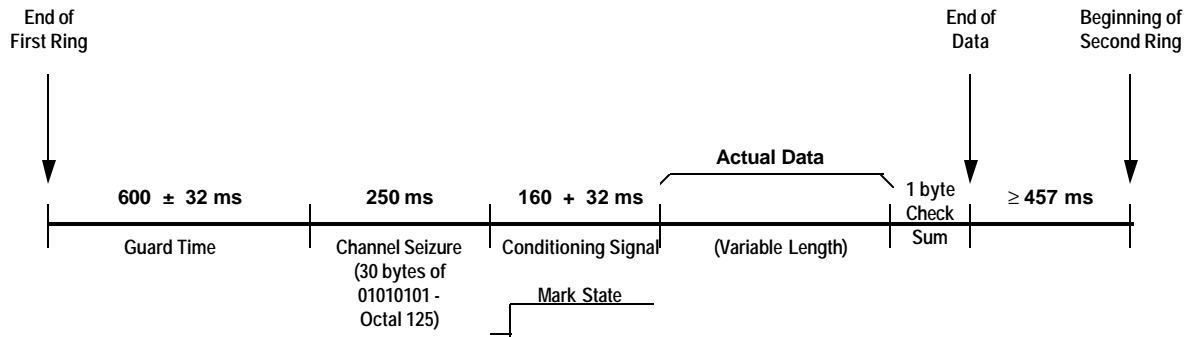 End of
First Ring
End of
Data
Beginning of
Second Ring
Actual Data
600 ± 32 ms
250 ms
160 + 32 ms
1 byte
Check
Sum
≥ 457 ms
Guard Time
Channel Seizure
(30 bytes of
01010101 -
Octal 125)
Conditioning Signal
(Variable Length)
Mark State